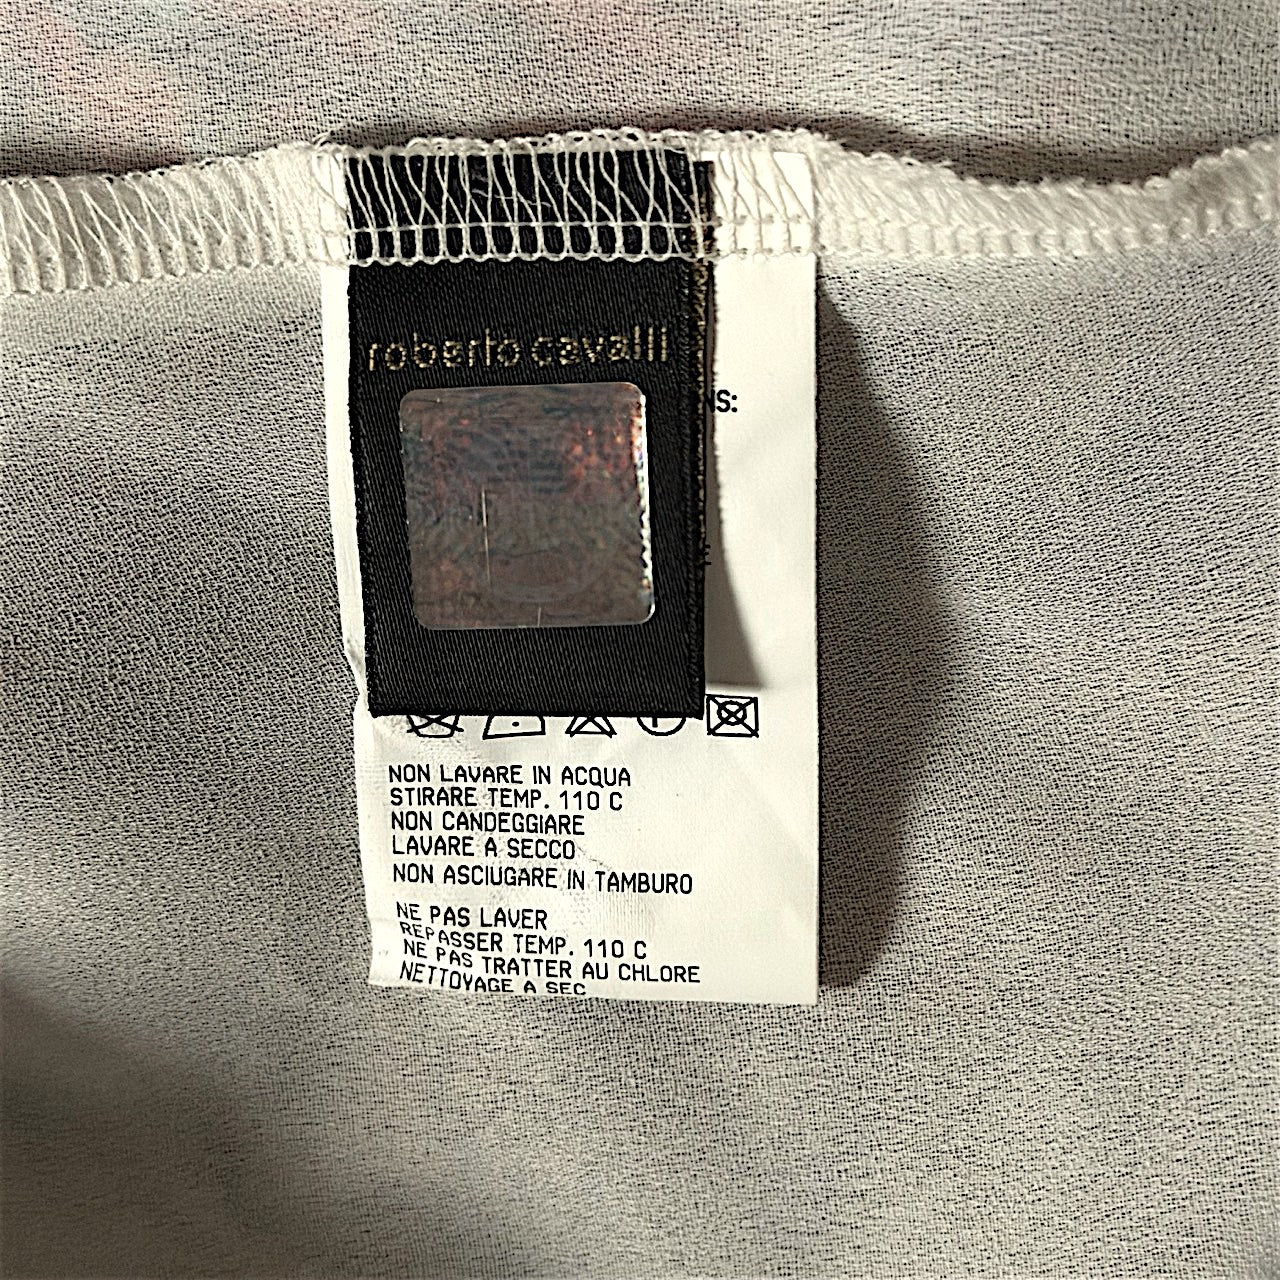 roberto cavalli
NS:
NON LAVARE IN ACQUA
STIRARE TEMP. 110 C
NON CANDEGGIARE
LAVARE A SECCO
NON ASCIUGARE IN TAMBURO
NE PAS LAVER
REPASSER TEMP. 110 C
NE PAS TRATTER AU CHLORE
NETTOYAGE A SEC